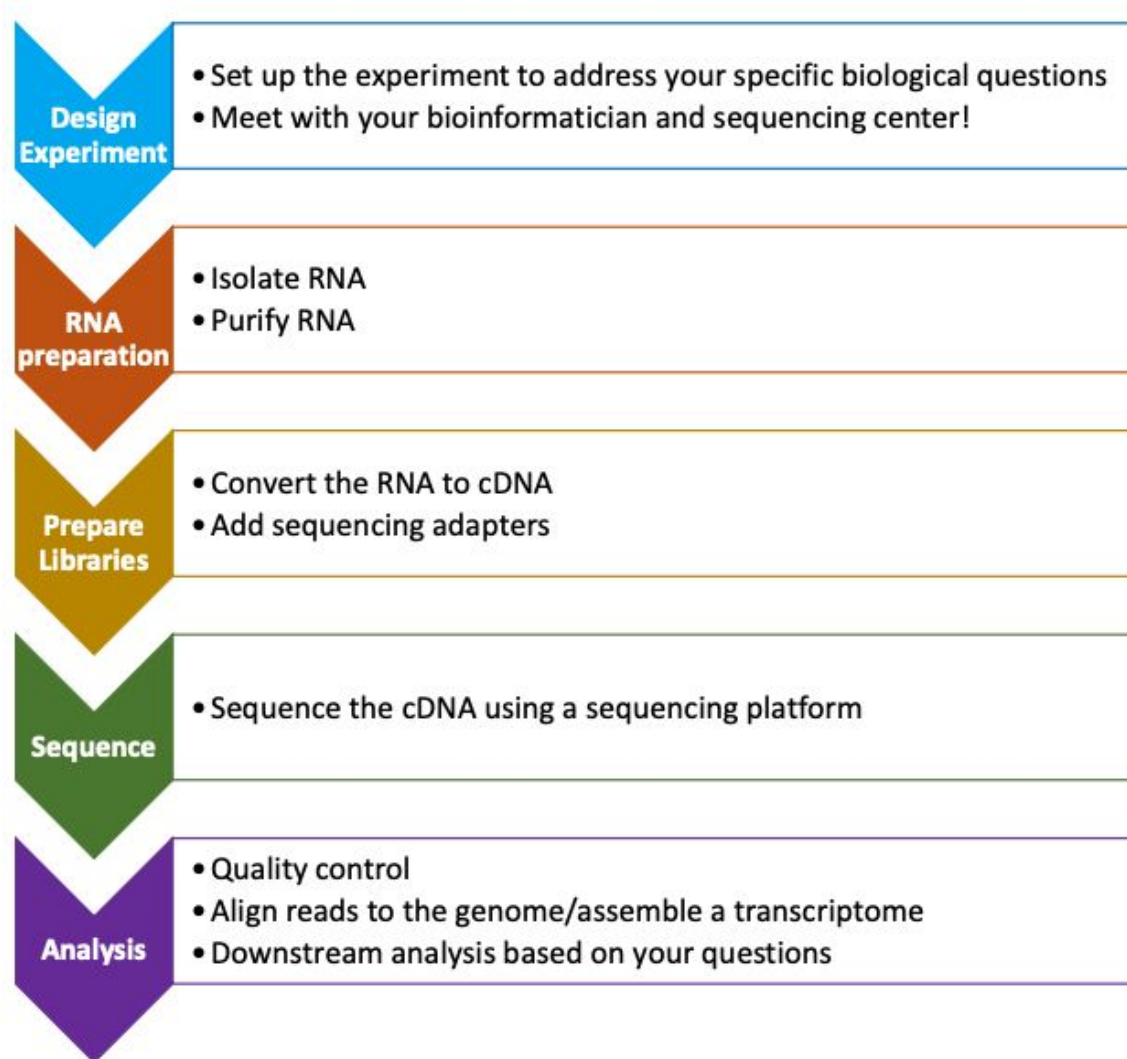 Design
Experiment
• Set up the experiment to address your specific biological questions
• Meet with your bioinformatician and sequencing center!
RNA
preparation
• Isolate RNA
• Purify RNA
Prepare
Libraries
• Convert the RNA to cDNA
• Add sequencing adapters
Sequence
• Sequence the cDNA using a sequencing platform
Analysis
• Quality control
• Align reads to the genome/assemble a transcriptome
• Downstream analysis based on your questions